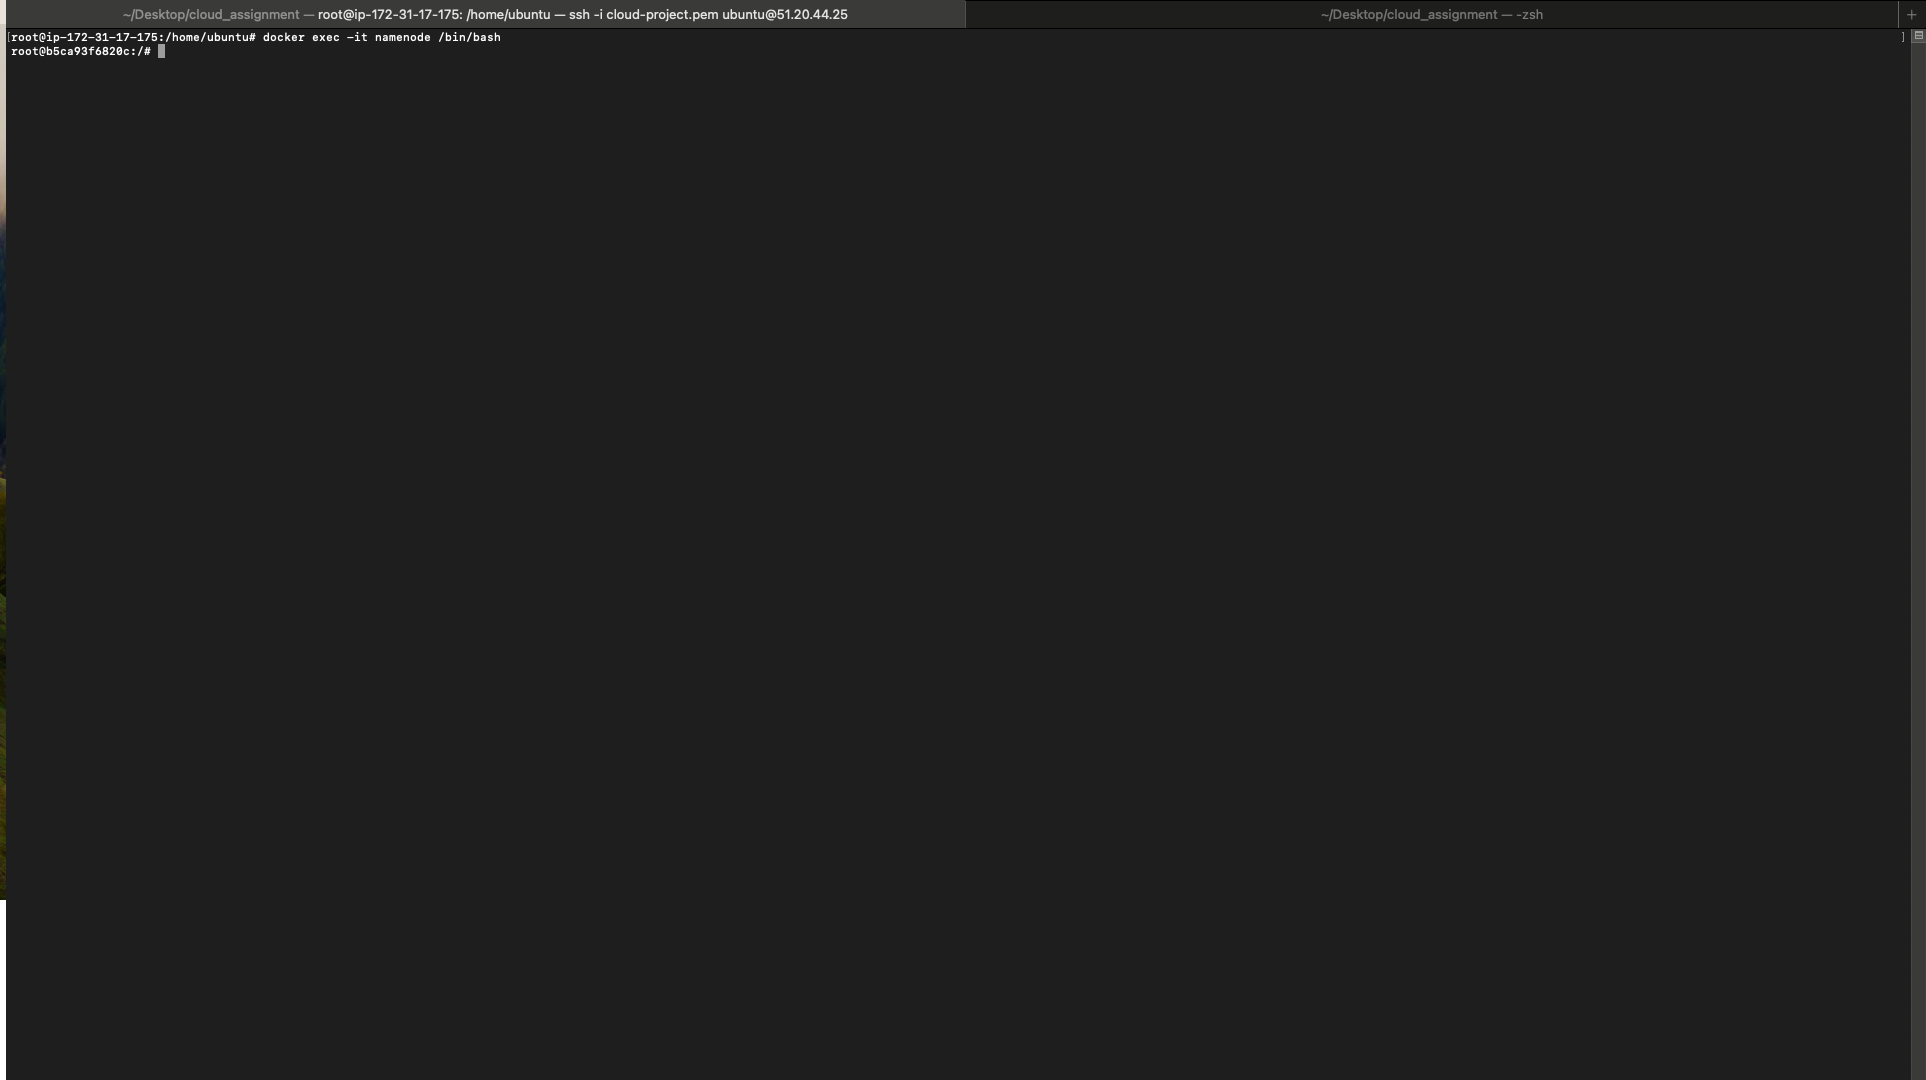 ~/Desktop/cloud_assignment — root@ip-172-31-17-175: /home/ubuntu — ssh -i cloud-project.pem ubuntu@51.20.44.25
~/Desktop/cloud_assignment — -zsh
+
[root@ip-172-31-17-175:/home/ubuntu# docker exec -it namenode /bin/bash ]
root@b5ca93f6820c:/#